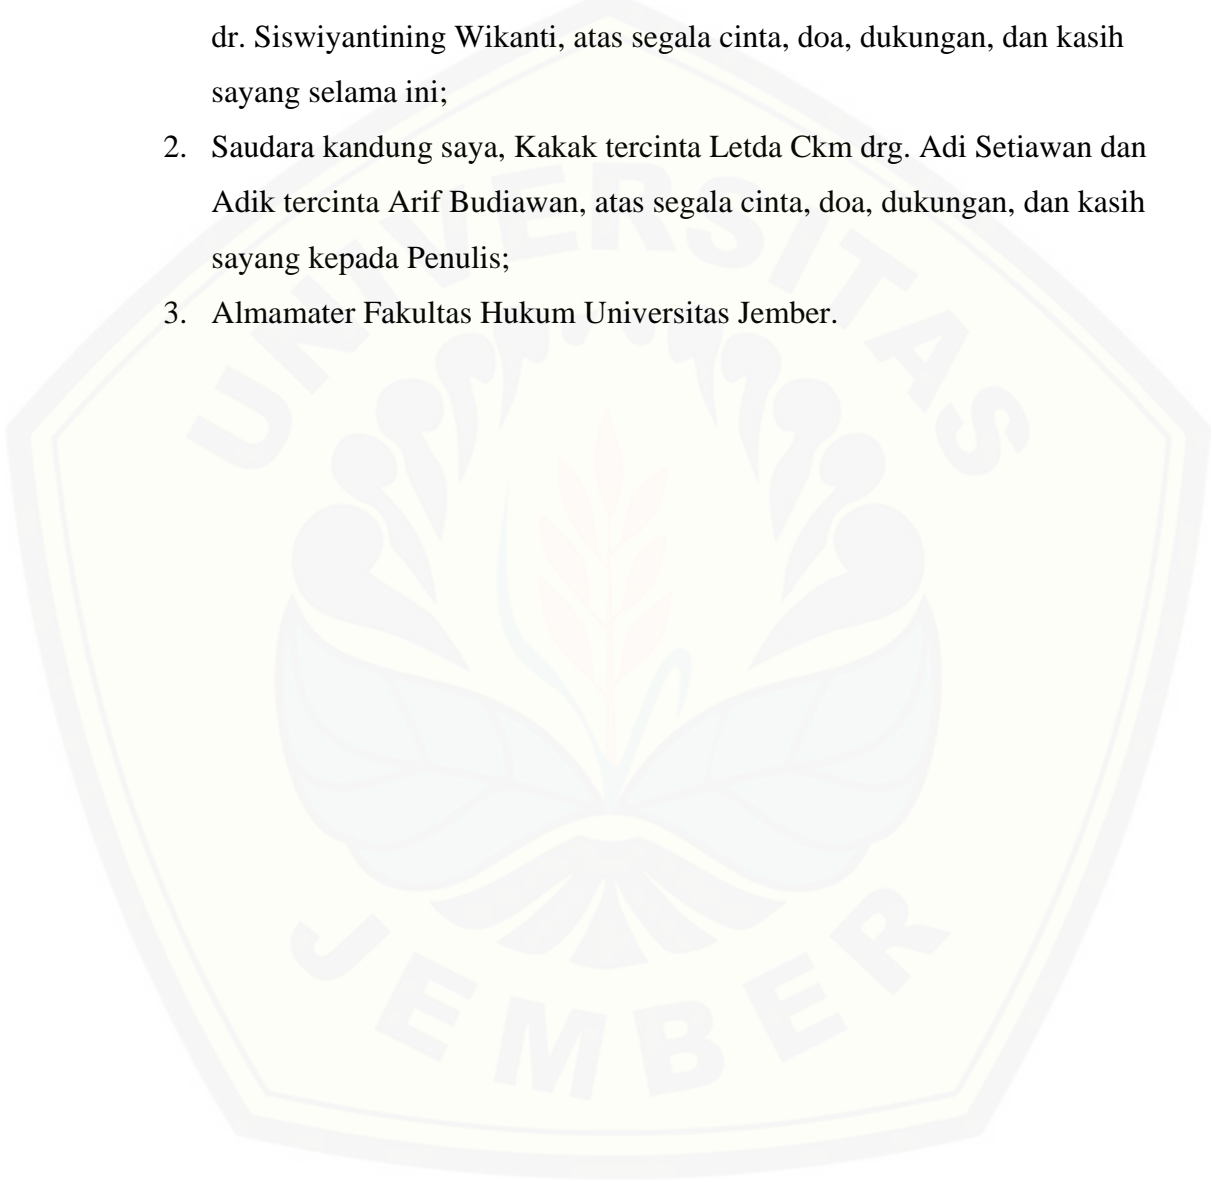 dr. Siswiyantining Wikanti, atas segala cinta, doa, dukungan, dan kasih
sayang selama ini;
2. Saudara kandung saya, Kakak tercinta Letda Ckm drg. Adi Setiawan dan
Adik tercinta Arif Budiawan, atas segala cinta, doa, dukungan, dan kasih
sayang kepada Penulis;
3. Almamater Fakultas Hukum Universitas Jember.
UNIVERSITAS
JEMBER